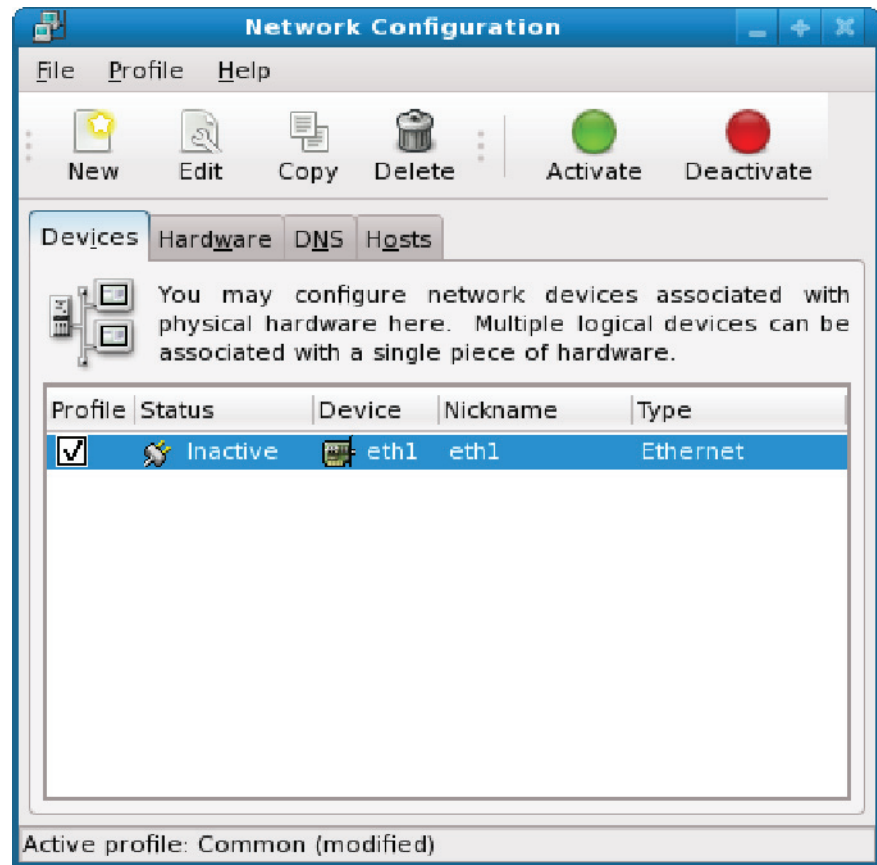 Network Configuration
File Profile Help
New Edit Copy Delete Activate Deactivate
Devices Hardware DNS Hosts
You may configure network devices associated with
physical hardware here. Multiple logical devices can be
associated with a single piece of hardware.
Profile Status Device Nickname Type
Inactive eth1 eth1 Ethernet
Active profile: Common (modified)